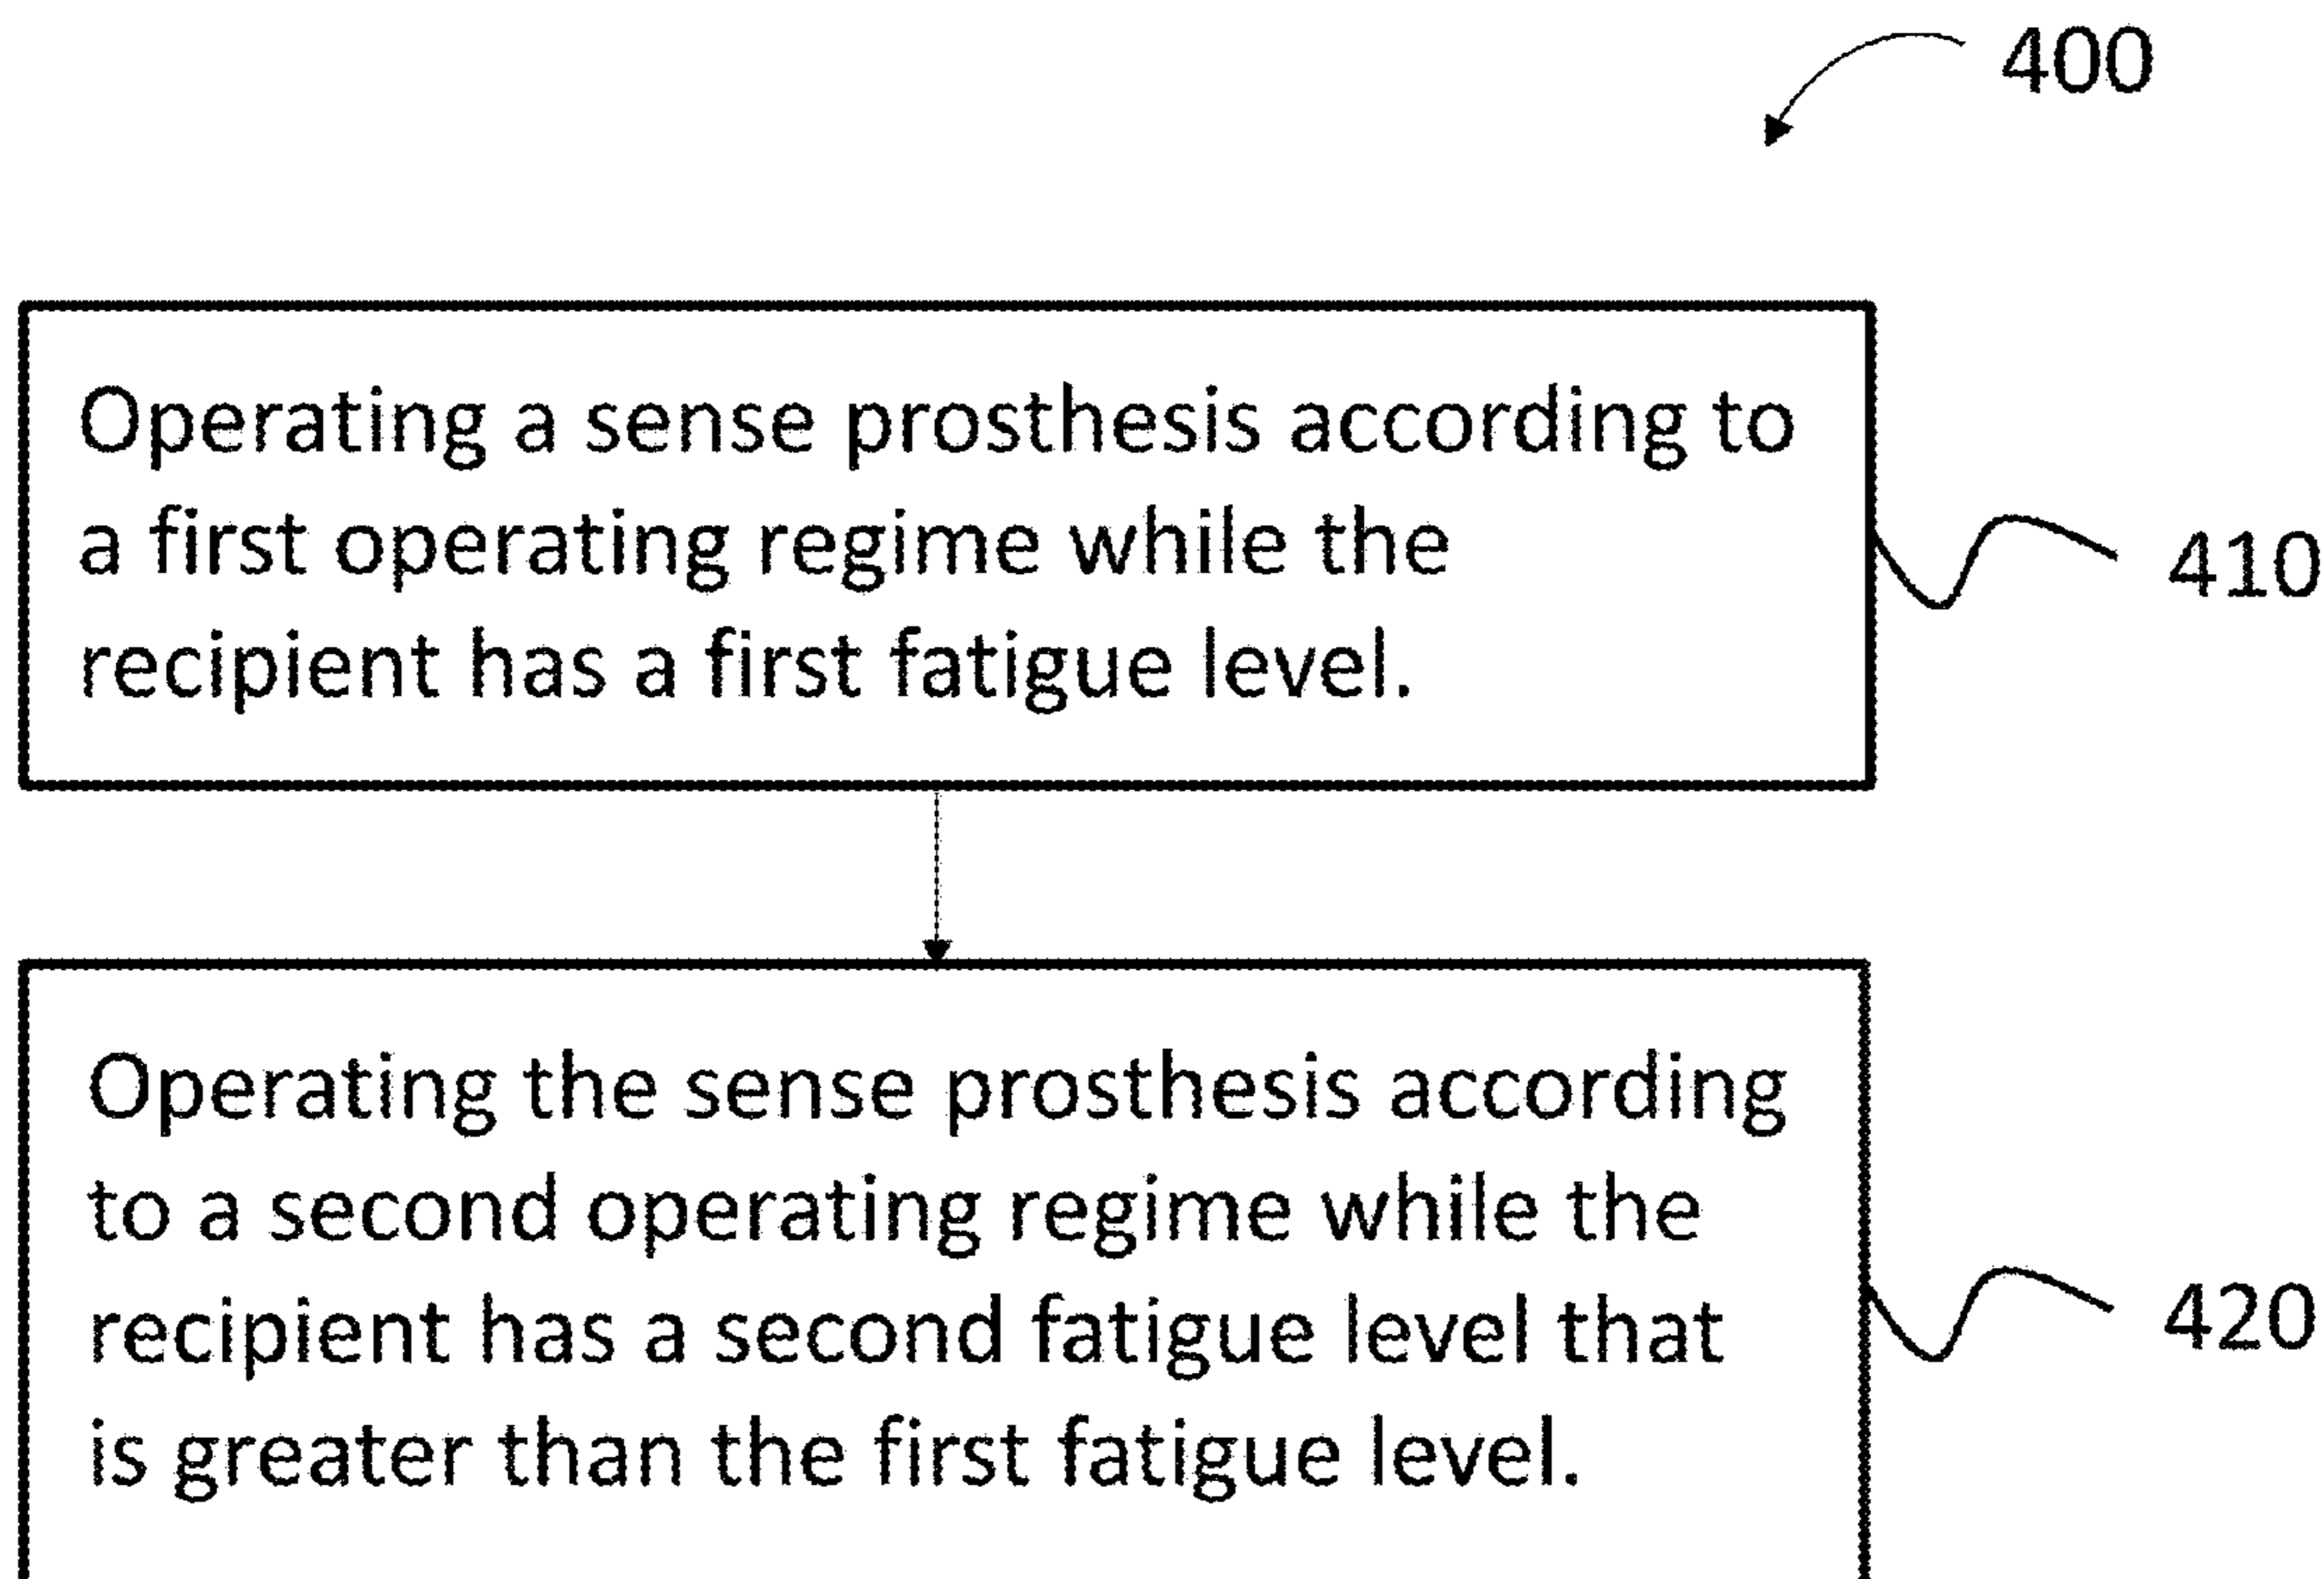 400
Operating a sense prosthesis according to
a first operating regime while the
recipient has a first fatigue level.
410
Operating the sense prosthesis according
to a second operating regime while the
recipient has a second fatigue level that
is greater than the first fatigue level.
420